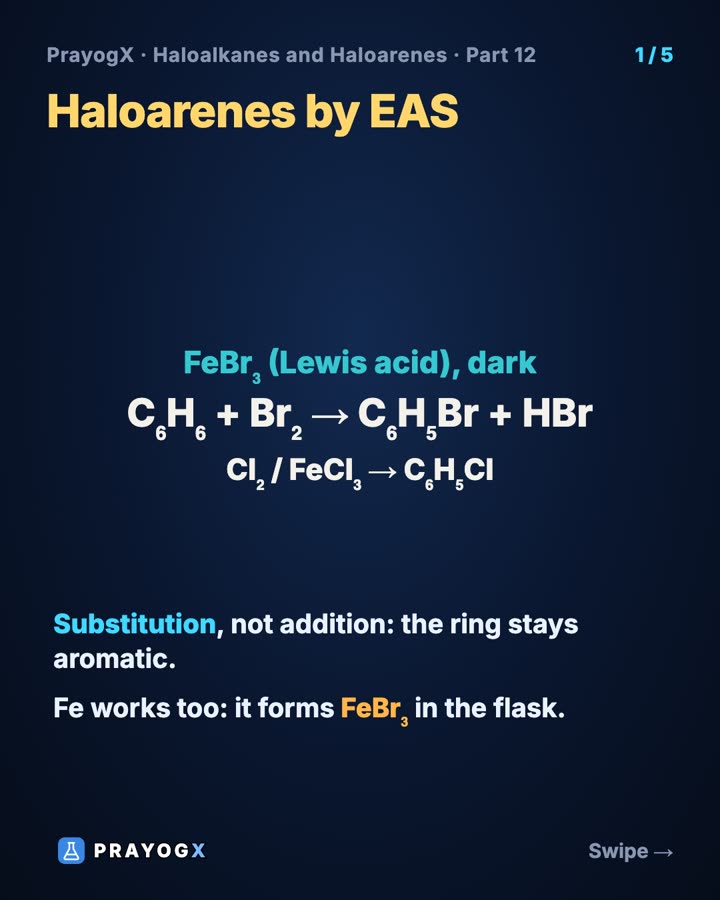 PrayogX · Haloalkanes and Haloarenes · Part 12
1 / 5
Haloarenes by EAS
FeBr₃ (Lewis acid), dark
C₆H₆ + Br₂ → C₆H₅Br + HBr
Cl₂ / FeCl₃ → C₆H₅Cl
Substitution, not addition: the ring stays
aromatic.
Fe works too: it forms FeBr₃ in the flask.
PRAYOGX
Swipe →